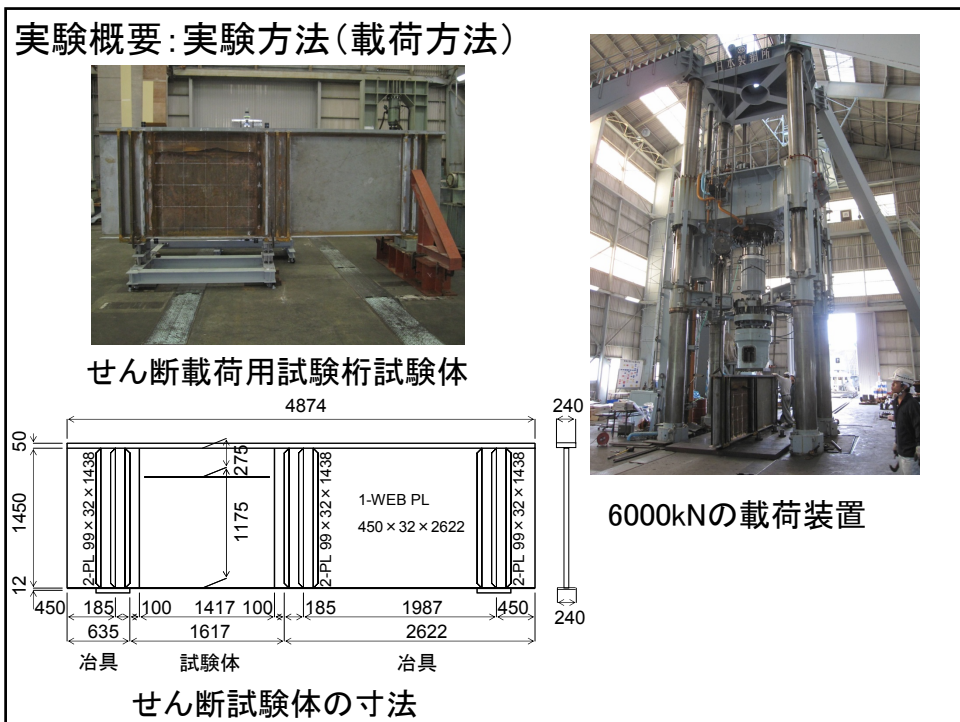 実験概要:実験方法(載荷方法)
せん断載荷用試験桁試験体
6000kNの載荷装置
4874
240
50
1450
12
2-PL 99×32×1438
275
1175
2-PL 99×32×1438
1-WEB PL
450×32×2622
2-PL 99×32×1438
450 185 100 1417 100 185 1987 450
240
635 1617 2622
冶具 試験体 冶具
せん断試験体の寸法